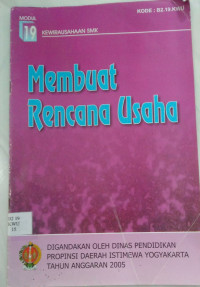 KODE : B2.19.KWU
MODUL
19
KEWIRAUSAHAAN SMK
Membuat
Rencana Usaha
DIGANDAKAN OLEH DINAS PENDIDIKAN
PROPINSI DAERAH ISTIMEWA YOGYAKARTA
TAHUN ANGGARAN 2005